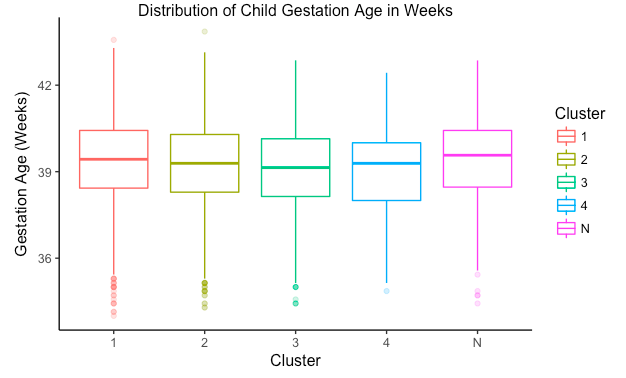 Distribution of Child Gestation Age in Weeks
Gestation Age (Weeks)
42
39
36
1 2 3 4 N
Cluster
Cluster
1
2
3
4
N